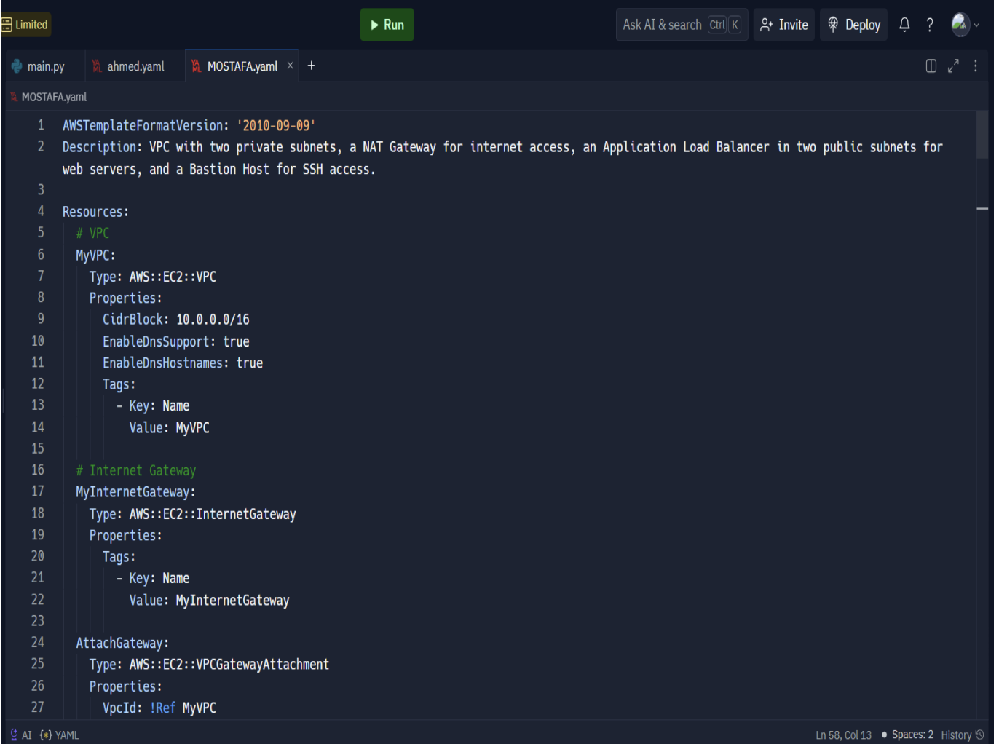 Limited
Run
Ask AI & search Ctrl K
Invite
Deploy
?
main.py
ahmed.yaml
MOSTAFA.yaml ×
+
MOSTAFA.yaml
1 AWSTemplateFormatVersion: '2010-09-09'
2 Description: VPC with two private subnets, a NAT Gateway for internet access, an Application Load Balancer in two public subnets for
web servers, and a Bastion Host for SSH access.
3
4 Resources:
5 # VPC
6 MyVPC:
7 Type: AWS::EC2::VPC
8 Properties:
9 CidrBlock: 10.0.0.0/16
10 EnableDnsSupport: true
11 EnableDnsHostnames: true
12 Tags:
13 - Key: Name
14 Value: MyVPC
15
16 # Internet Gateway
17 MyInternetGateway:
18 Type: AWS::EC2::InternetGateway
19 Properties:
20 Tags:
21 - Key: Name
22 Value: MyInternetGateway
23
24 AttachGateway:
25 Type: AWS::EC2::VPCGatewayAttachment
26 Properties:
27 VpcId: !Ref MyVPC
AI {*} YAML
Ln 58, Col 13 • Spaces: 2 History